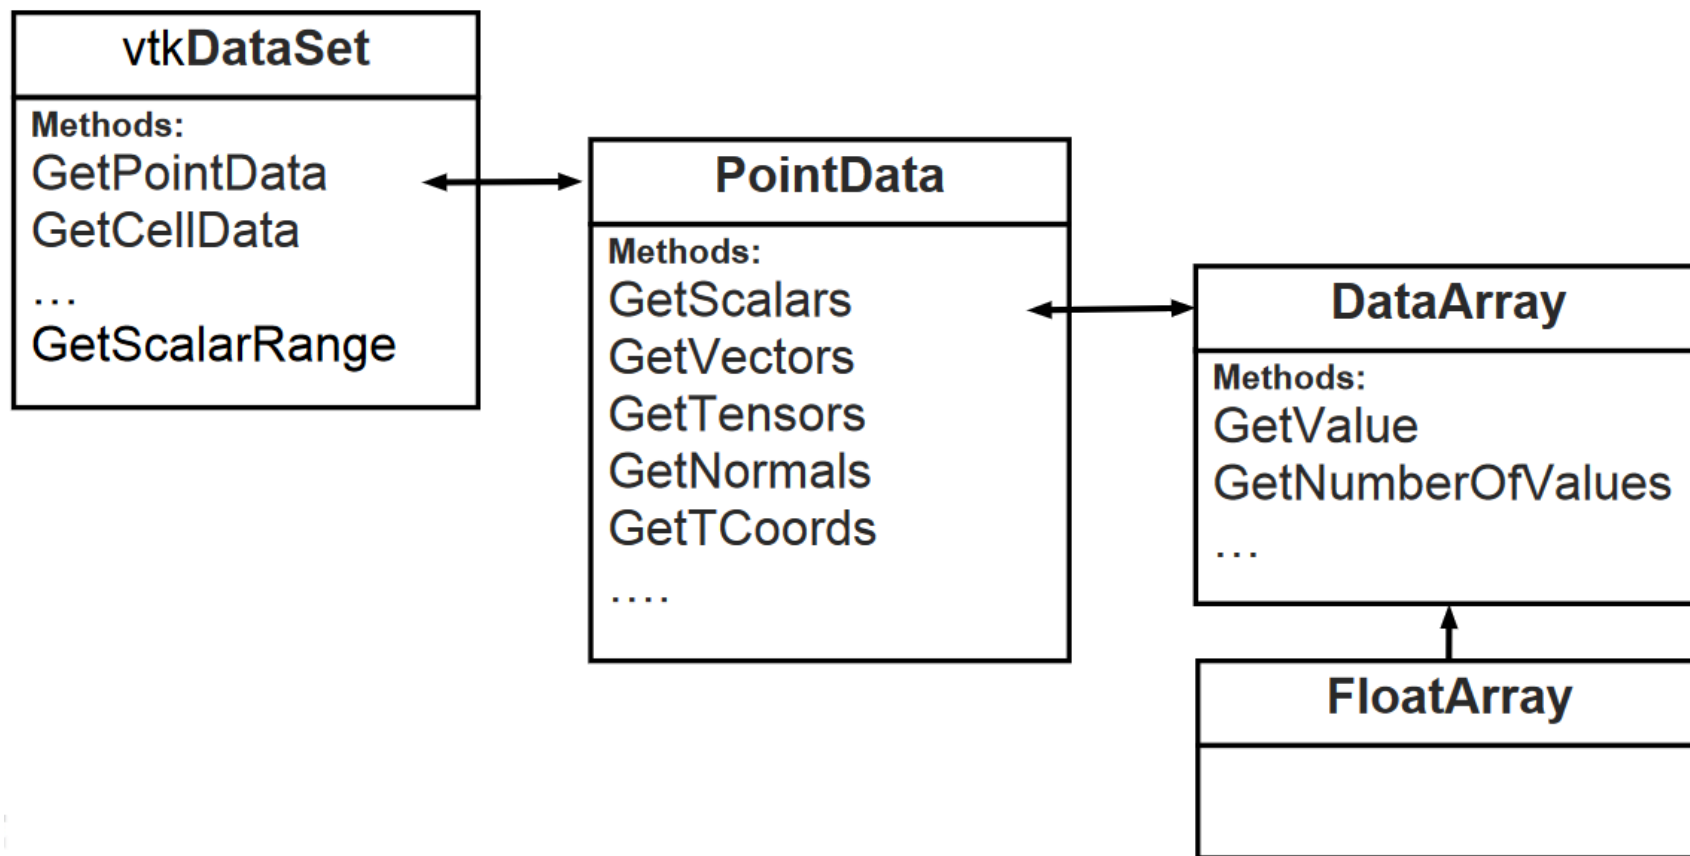 vtkDataSet
Methods:
GetPointData
GetCellData
...
GetScalarRange
PointData
Methods:
GetScalars
GetVectors
GetTensors
GetNormals
GetTCoords
....
DataArray
Methods:
GetValue
GetNumberOfValues
...
FloatArray